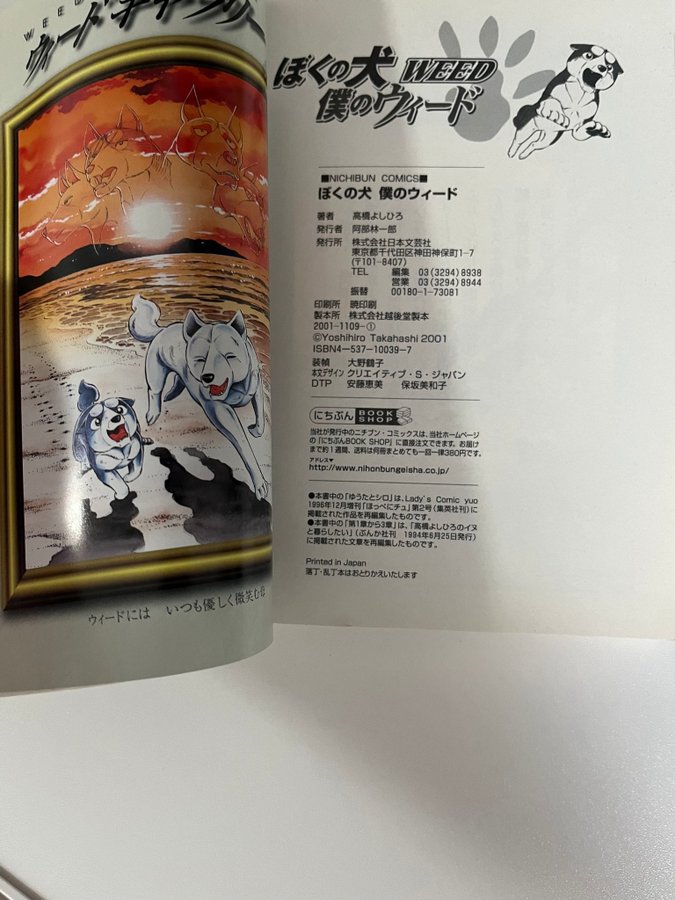 WEED
ウィード
ウィードには いつも優しく微笑む母
ぼくの犬 WEED
僕のウィード
■NICHIBUN COMICS■
ぼくの犬 僕のウィード
著者 高橋よしひろ
発行者 阿部林一郎
発行所 株式会社日本文芸社
東京都千代田区神田神保町1−7
(〒101-8407)
TEL 編集 03(3294)8938
営業 03(3294)8944
振替 00180-1-73081
印刷所 暁印刷
製本所 株式会社越後堂製本
2001-1109-①
©Yoshihiro Takahashi 2001
ISBN4-537-10039-7
装幀 大野鶴子
本文デザイン クリエイティブ・S・ジャパン
DTP 安藤恵美 保坂美和子
にちぶん BOOK SHOP
当社が発行中のニチブン・コミックスは、当社ホームページ
の「にちぶんBOOK SHOP」に直接注文できます。お届け
まで約1週間、送料は何冊まとめても一回一律380円です。
アドレス▼
http://www.nihonbungeisha.co.jp/
●本書中の「ゆうたとシロ」は、Lady's Comic yuo
1996年12月増刊「ほっぺにチュ」第2号(集英社刊)に
掲載された作品を再編集したものです。
●本書中の「第1章から3章」は、「高橋よしひろのイヌ
と暮らしたい」(ぶんか社刊 1994年6月25日発行)
に掲載された文章を再編集したものです。
Printed in Japan
落丁・乱丁本はおとりかえいたします